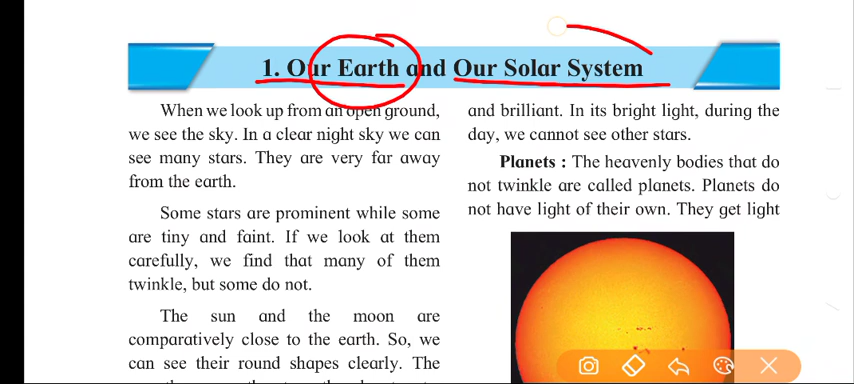 1. Our Earth and Our Solar System
When we look up from an open ground,
we see the sky. In a clear night sky we can
see many stars. They are very far away
from the earth.
Some stars are prominent while some
are tiny and faint. If we look at them
carefully, we find that many of them
twinkle, but some do not.
The sun and the moon are
comparatively close to the earth. So, we
can see their round shapes clearly. The
and brilliant. In its bright light, during the
day, we cannot see other stars.
Planets : The heavenly bodies that do
not twinkle are called planets. Planets do
not have light of their own. They get light